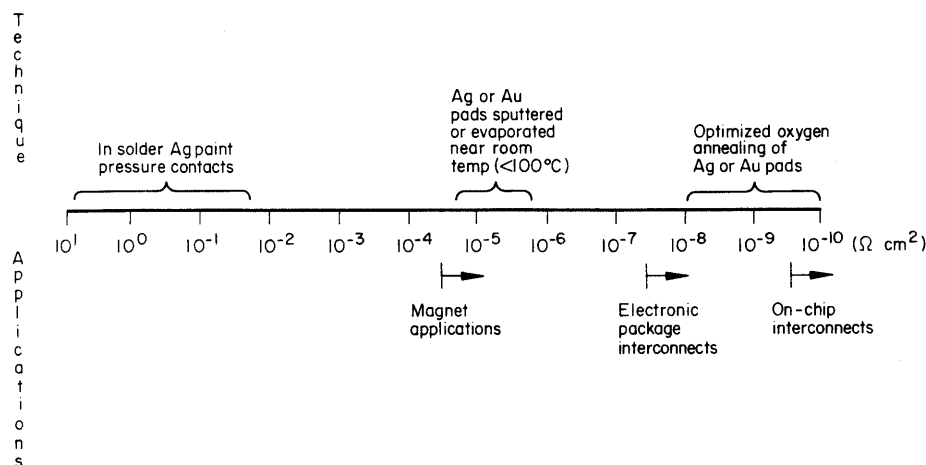 Technique
In solder Ag paint
pressure contacts
Ag or Au
pads sputtered
or evaporated
near room
temp (<100°C)
Optimized oxygen
annealing of
Ag or Au pads
10¹ 10⁰ 10⁻¹ 10⁻² 10⁻³ 10⁻⁴ 10⁻⁵ 10⁻⁶ 10⁻⁷ 10⁻⁸ 10⁻⁹ 10⁻¹⁰ (Ω cm²)
Applications
Magnet
applications
Electronic
package
interconnects
On-chip
interconnects